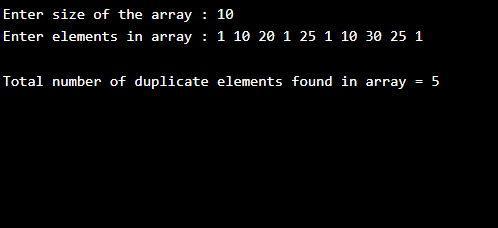 Enter size of the array : 10
Enter elements in array : 1 10 20 1 25 1 10 30 25 1
Total number of duplicate elements found in array = 5